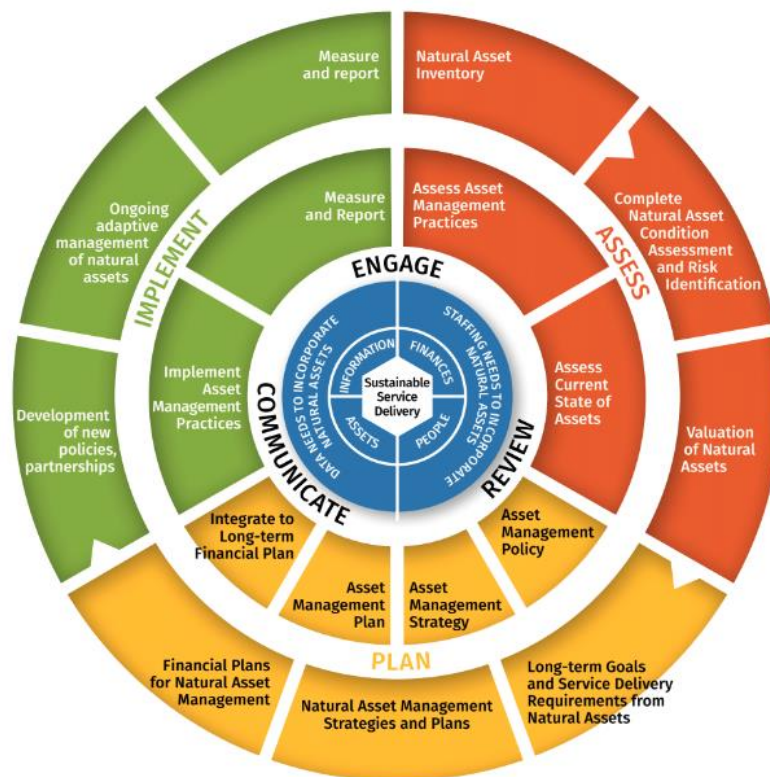 Measure
and report
Natural Asset
Inventory
Ongoing
adaptive
management
of natural
assets
Measure
and Report
Assess Asset
Management
Practices
Complete
Natural Asset
Condition
Assessment
and Risk
Identification
IMPLEMENT
ASSESS
ENGAGE
COMMUNICATE
REVIEW
DATA NEEDS TO INCORPORATE
NATURAL ASSETS
STAFFING NEEDS TO INCORPORATE
NATURAL ASSETS
INFORMATION
FINANCES
ASSETS
PEOPLE
Sustainable
Service
Delivery
Implement
Asset
Management
Practices
Assess
Current
State of
Assets
Development
of new
policies,
partnerships
Valuation
of Natural
Assets
Integrate to
Long-term
Financial Plan
Asset
Management
Plan
Asset
Management
Strategy
Asset
Management
Policy
PLAN
Financial Plans
for Natural Asset
Management
Natural Asset Management
Strategies and Plans
Long-term Goals
and Service Delivery
Requirements from
Natural Assets